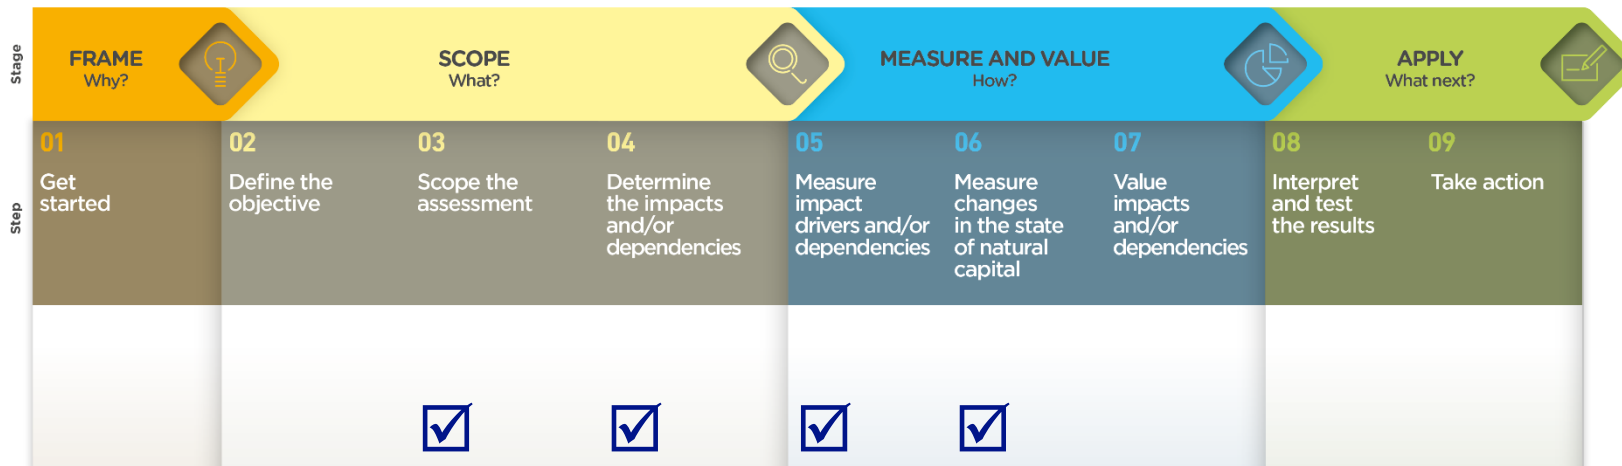 Stage
FRAME
Why?
SCOPE
What?
MEASURE AND VALUE
How?
APPLY
What next?
Step
01
Get
started
02
Define the
objective
03
Scope the
assessment
04
Determine
the impacts
and/or
dependencies
05
Measure
impact
drivers and/or
dependencies
06
Measure
changes
in the state
of natural
capital
07
Value
impacts
and/or
dependencies
08
Interpret
and test
the results
09
Take action